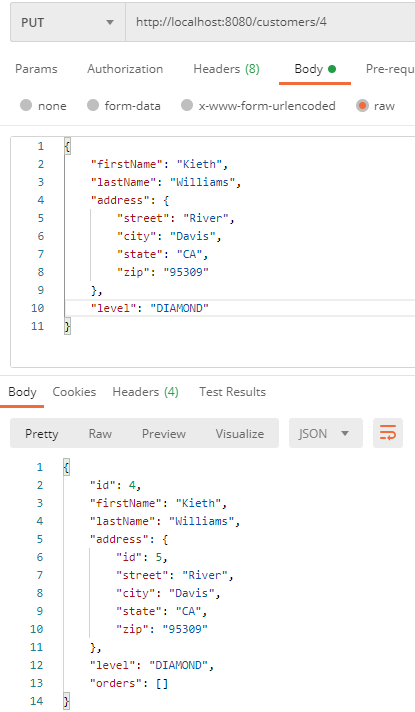 PUT http://localhost:8080/customers/4
Params Authorization Headers (8) Body Pre-requ
none form-data x-www-form-urlencoded raw
1 {
2 "firstName": "Kieth",
3 "lastName": "Williams",
4 "address": {
5 "street": "River",
6 "city": "Davis",
7 "state": "CA",
8 "zip": "95309"
9 },
10 "level": "DIAMOND"
11 }
Body Cookies Headers (4) Test Results
Pretty Raw Preview Visualize JSON
1 {
2 "id": 4,
3 "firstName": "Kieth",
4 "lastName": "Williams",
5 "address": {
6 "id": 5,
7 "street": "River",
8 "city": "Davis",
9 "state": "CA",
10 "zip": "95309"
11 },
12 "level": "DIAMOND",
13 "orders": []
14 }